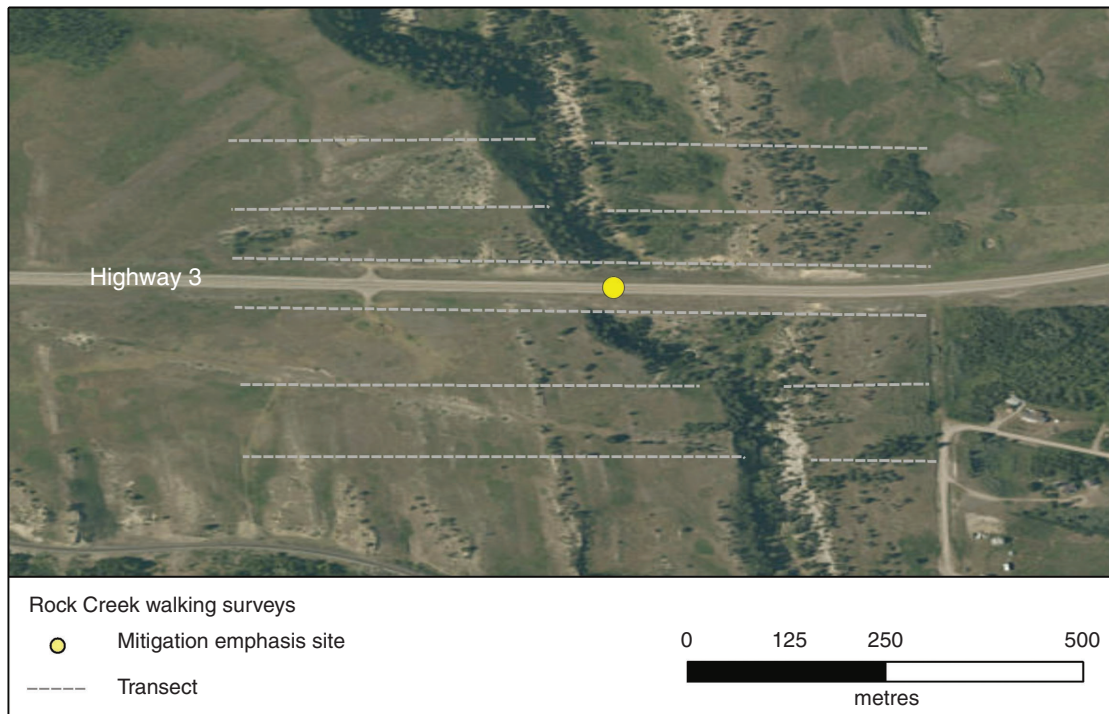 Highway 3
Rock Creek walking surveys
Mitigation emphasis site
Transect
0 125 250 500
metres